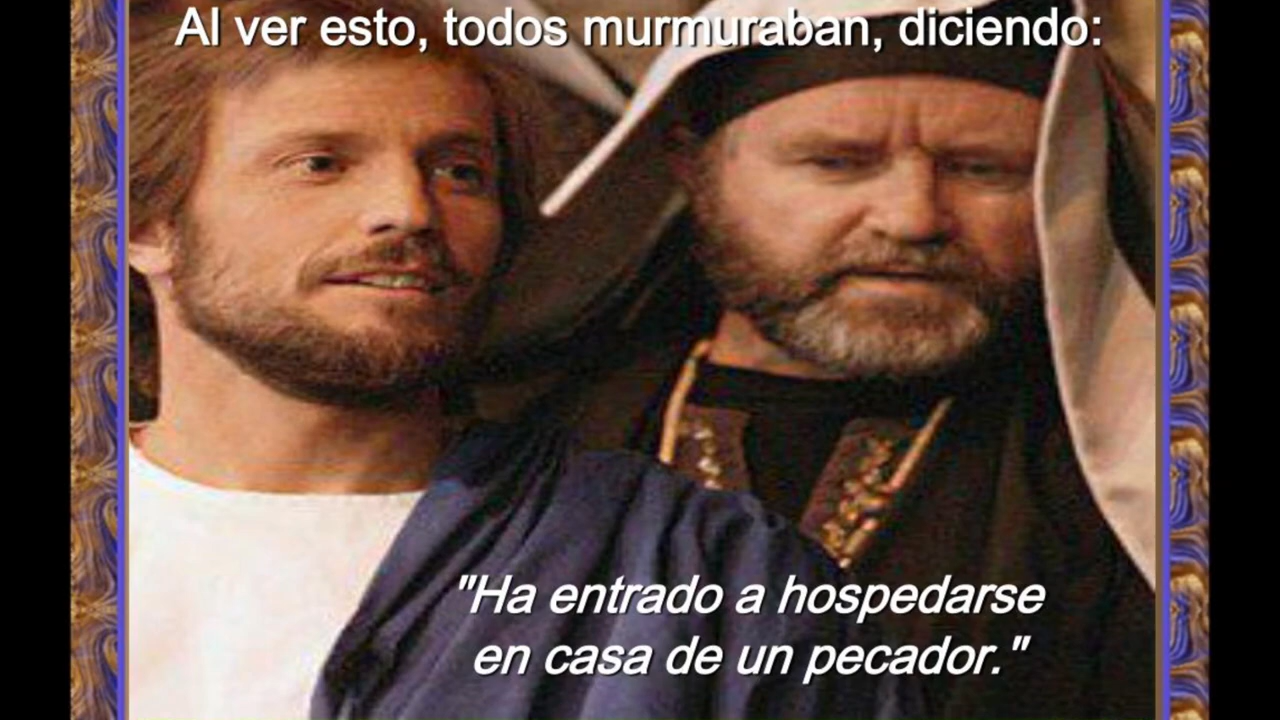 Al ver esto, todos murmuraban, diciendo:
"Ha entrado a hospedarse
en casa de un pecador."